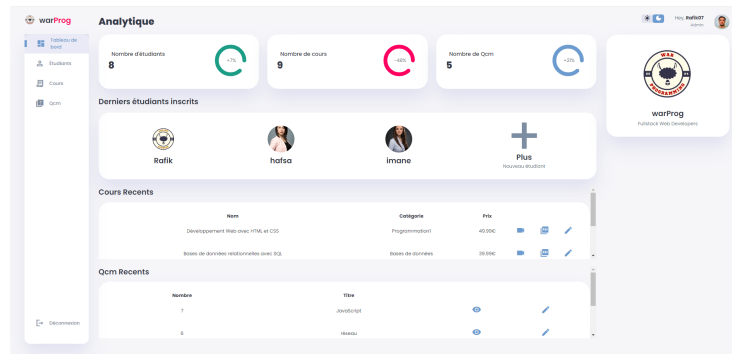 warProg
Tableau de
bord
Étudiants
Cours
Qcm
Déconnexion
Analytique
Nombre d'étudiants
8
+7%
Nombre de cours
9
-48%
Nombre de Qcm
5
+21%
Derniers étudiants inscrits
Rafik
hafsa
imane
Plus
Nouveau étudiant
Cours Recents
Nom Catégorie Prix
Développement Web avec HTML et CSS Programmation1 49.99€
Bases de données relationnelles avec SQL Bases de données 39.99€
Qcm Recents
Nombre Titre
7 JavaScript
6 réseau
Hey, Rafik07
Admin
WAR
PROGRAMMING
warProg
Fullstack Web Developers